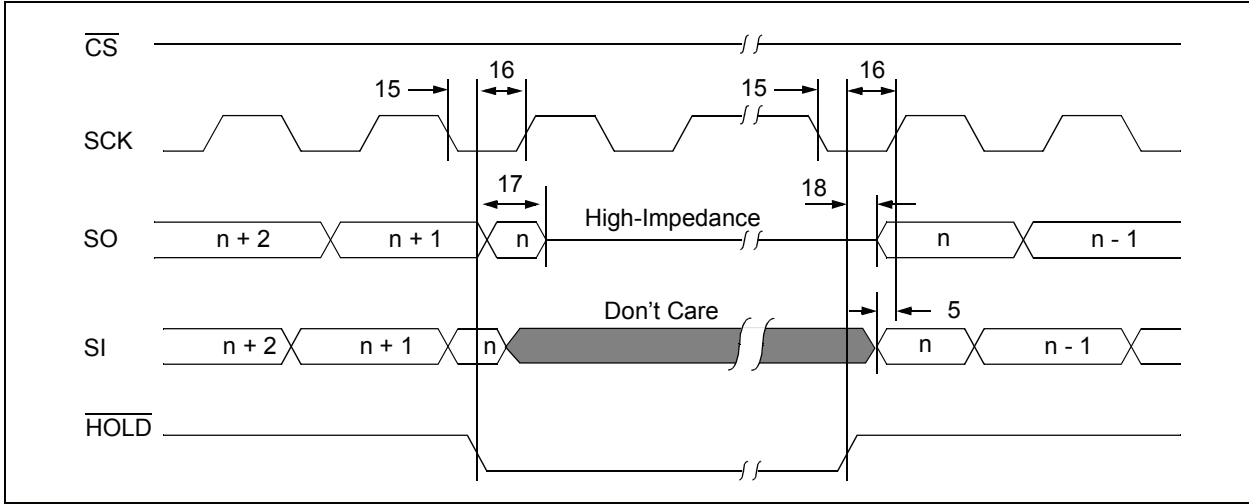 CS
16
16
15
15
SCK
17
18
High-Impedance
SO
n + 2
n + 1
n
n
n - 1
Don't Care
5
SI
n + 2
n + 1
n
n
n - 1
HOLD